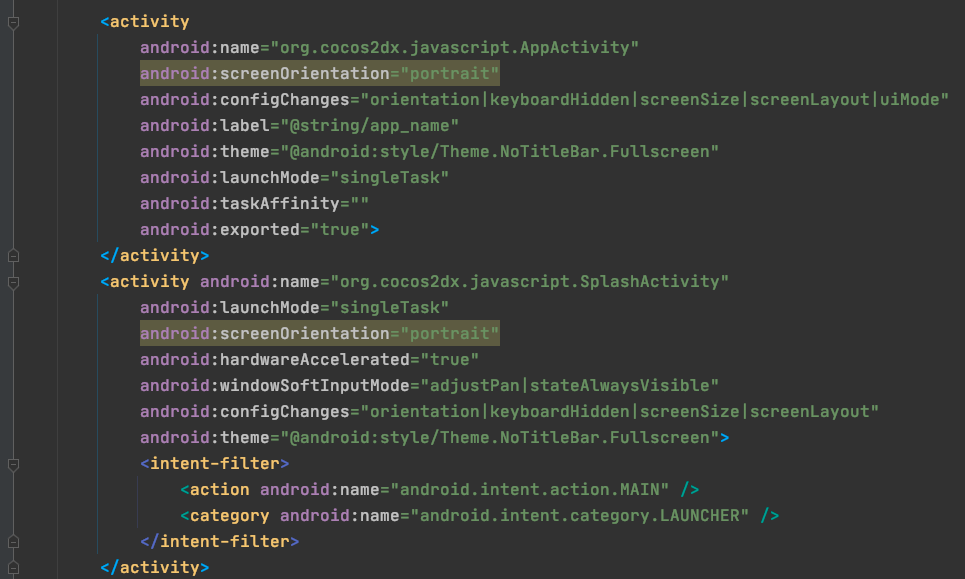 <activity
android:name="org.cocos2dx.javascript.AppActivity"
android:screenOrientation="portrait"
android:configChanges="orientation|keyboardHidden|screenSize|screenLayout|uiMode"
android:label="@string/app_name"
android:theme="@android:style/Theme.NoTitleBar.Fullscreen"
android:launchMode="singleTask"
android:taskAffinity=""
android:exported="true">
</activity>
<activity android:name="org.cocos2dx.javascript.SplashActivity"
android:launchMode="singleTask"
android:screenOrientation="portrait"
android:hardwareAccelerated="true"
android:windowSoftInputMode="adjustPan|stateAlwaysVisible"
android:configChanges="orientation|keyboardHidden|screenSize|screenLayout"
android:theme="@android:style/Theme.NoTitleBar.Fullscreen">
<intent-filter>
<action android:name="android.intent.action.MAIN" />
<category android:name="android.intent.category.LAUNCHER" />
</intent-filter>
</activity>